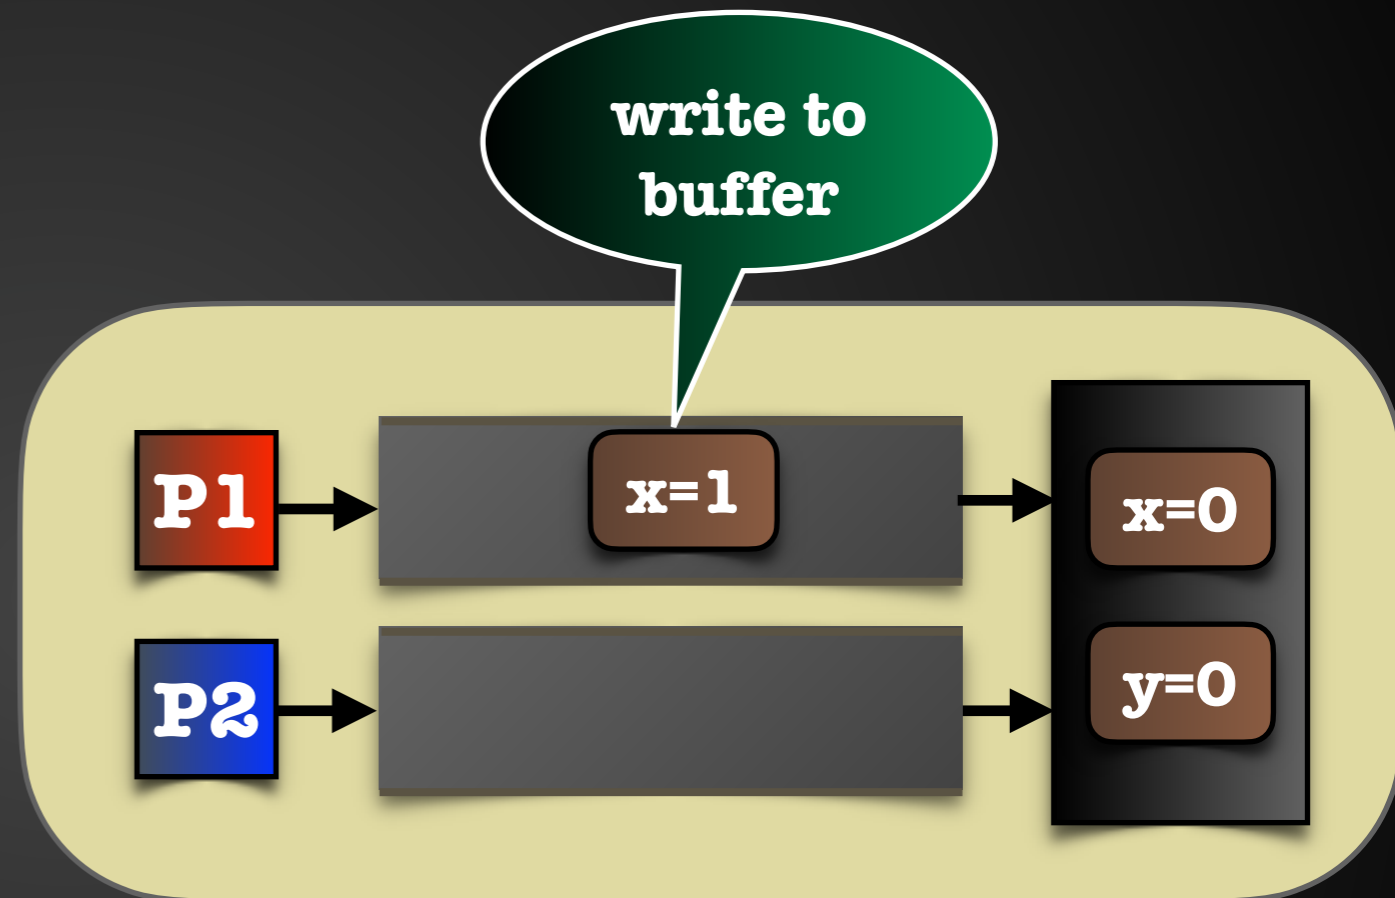 write to
buffer
P1
x=1
x=0
P2
y=0